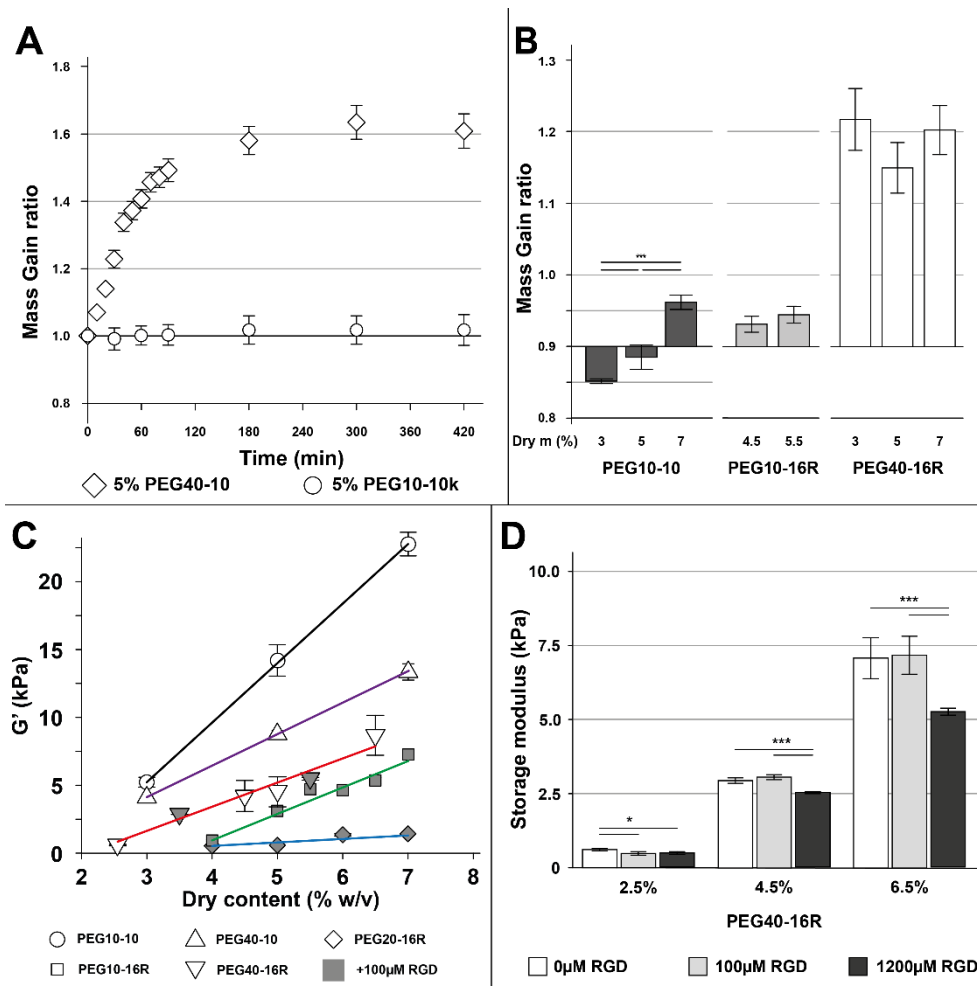 A
Mass Gain ratio
1.8
1.6
1.4
1.2
1.0
0.8
0 60 120 180 240 300 360 420
Time (min)
5% PEG40-10 5% PEG10-10k
B
Mass Gain ratio
1.3
1.2
1.1
1.0
0.9
0.8
***
Dry m (%) 3 5 7 4.5 5.5 3 5 7
PEG10-10 PEG10-16R PEG40-16R
C
G' (kPa)
20
15
10
5
0
2 3 4 5 6 7 8
Dry content (% w/v)
PEG10-10 PEG40-10 PEG20-16R
PEG10-16R PEG40-16R +100µM RGD
D
Storage modulus (kPa)
10.0
7.5
5.0
2.5
0
*
***
***
2.5% 4.5% 6.5%
PEG40-16R
0µM RGD 100µM RGD 1200µM RGD